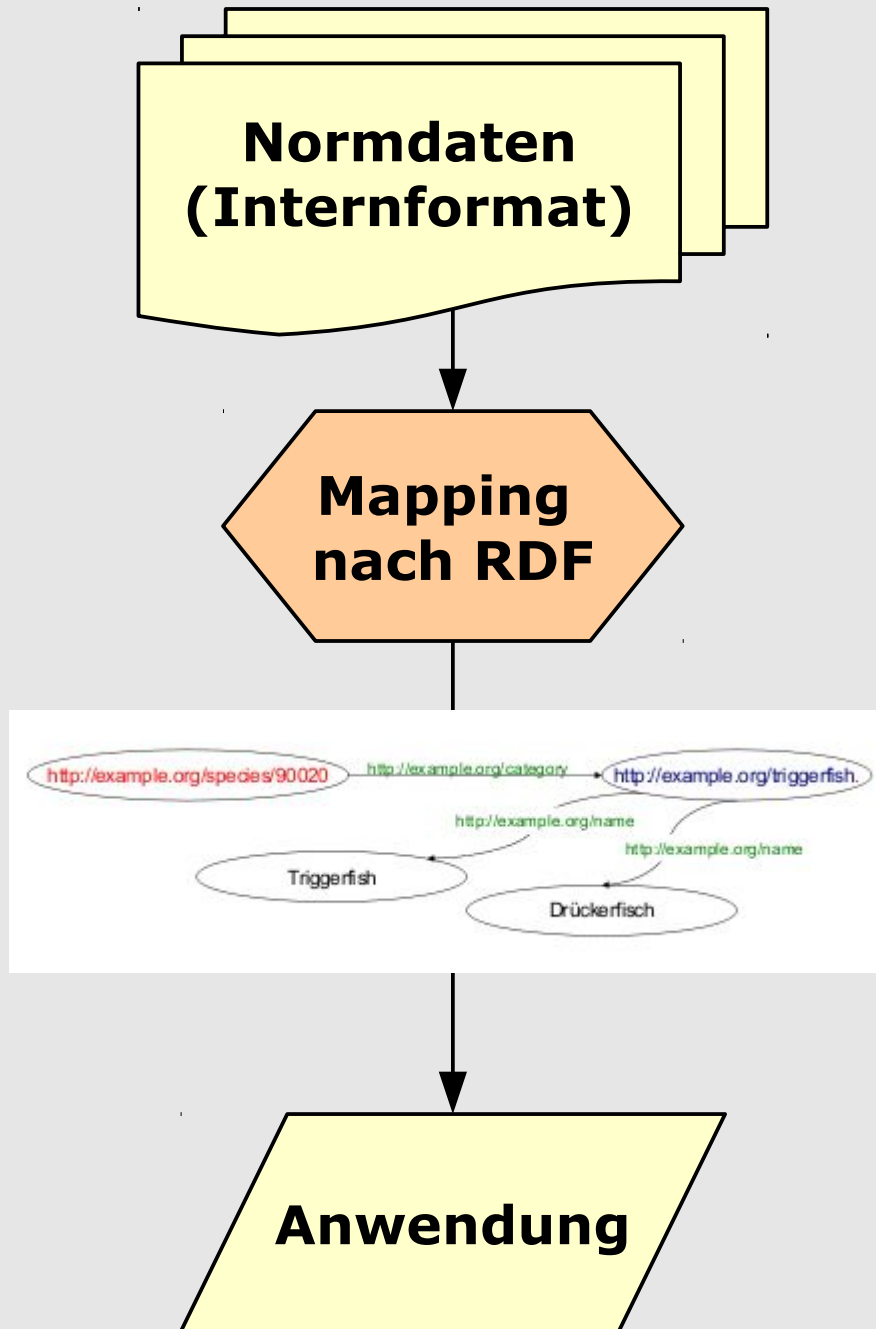 Normdaten
(Internformat)
Mapping
nach RDF
http://example.org/species/90020
http://example.org/category
http://example.org/triggerfish.
http://example.org/name
http://example.org/name
Triggerfish
Drückerfisch
Anwendung